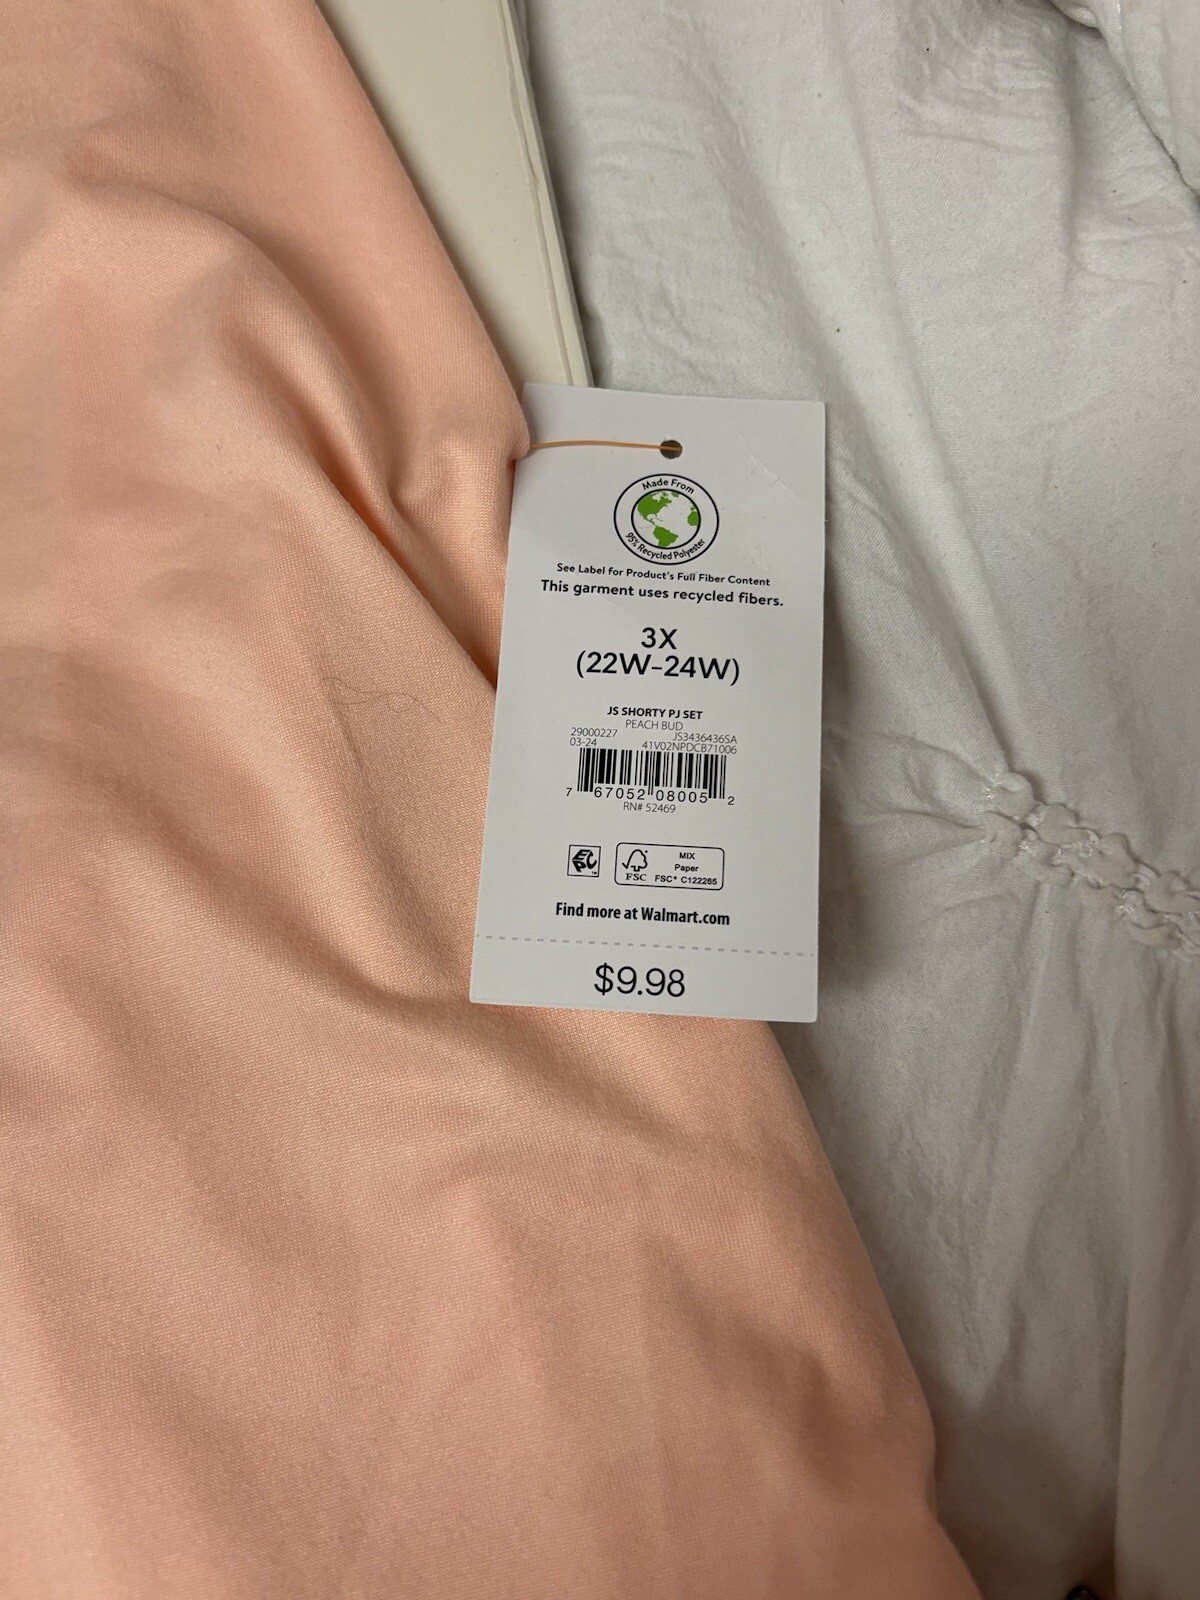 Made From
95% Recycled Polyester
See Label for Product's Full Fiber Content
This garment uses recycled fibers.
3X
(22W-24W)
JS SHORTY PJ SET
PEACH BUD
29000227 JS3436436SA
03-24 41V02NPDCB71006
7 67052 08005 2
RN# 52469
EPC
FSC
MIX
Paper
FSC® C122265
Find more at Walmart.com
$9.98